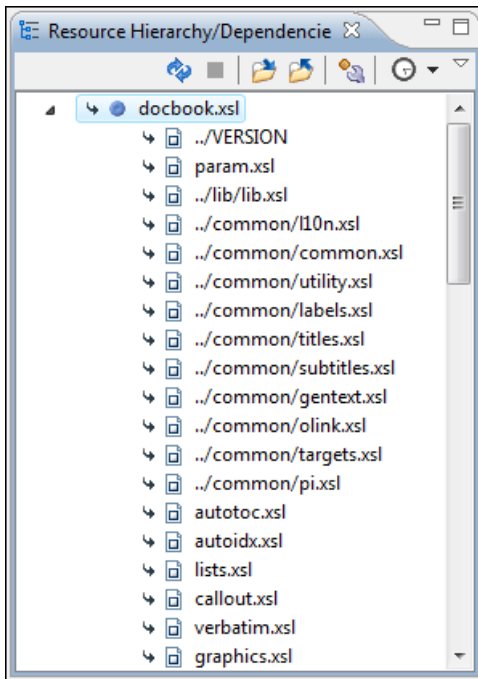 Resource Hierarchy/Dependencie
docbook.xsl
../VERSION
param.xsl
../lib/lib.xsl
../common/l10n.xsl
../common/common.xsl
../common/utility.xsl
../common/labels.xsl
../common/titles.xsl
../common/subtitles.xsl
../common/gentext.xsl
../common/olink.xsl
../common/targets.xsl
../common/pi.xsl
autotoc.xsl
autoidx.xsl
lists.xsl
callout.xsl
verbatim.xsl
graphics.xsl